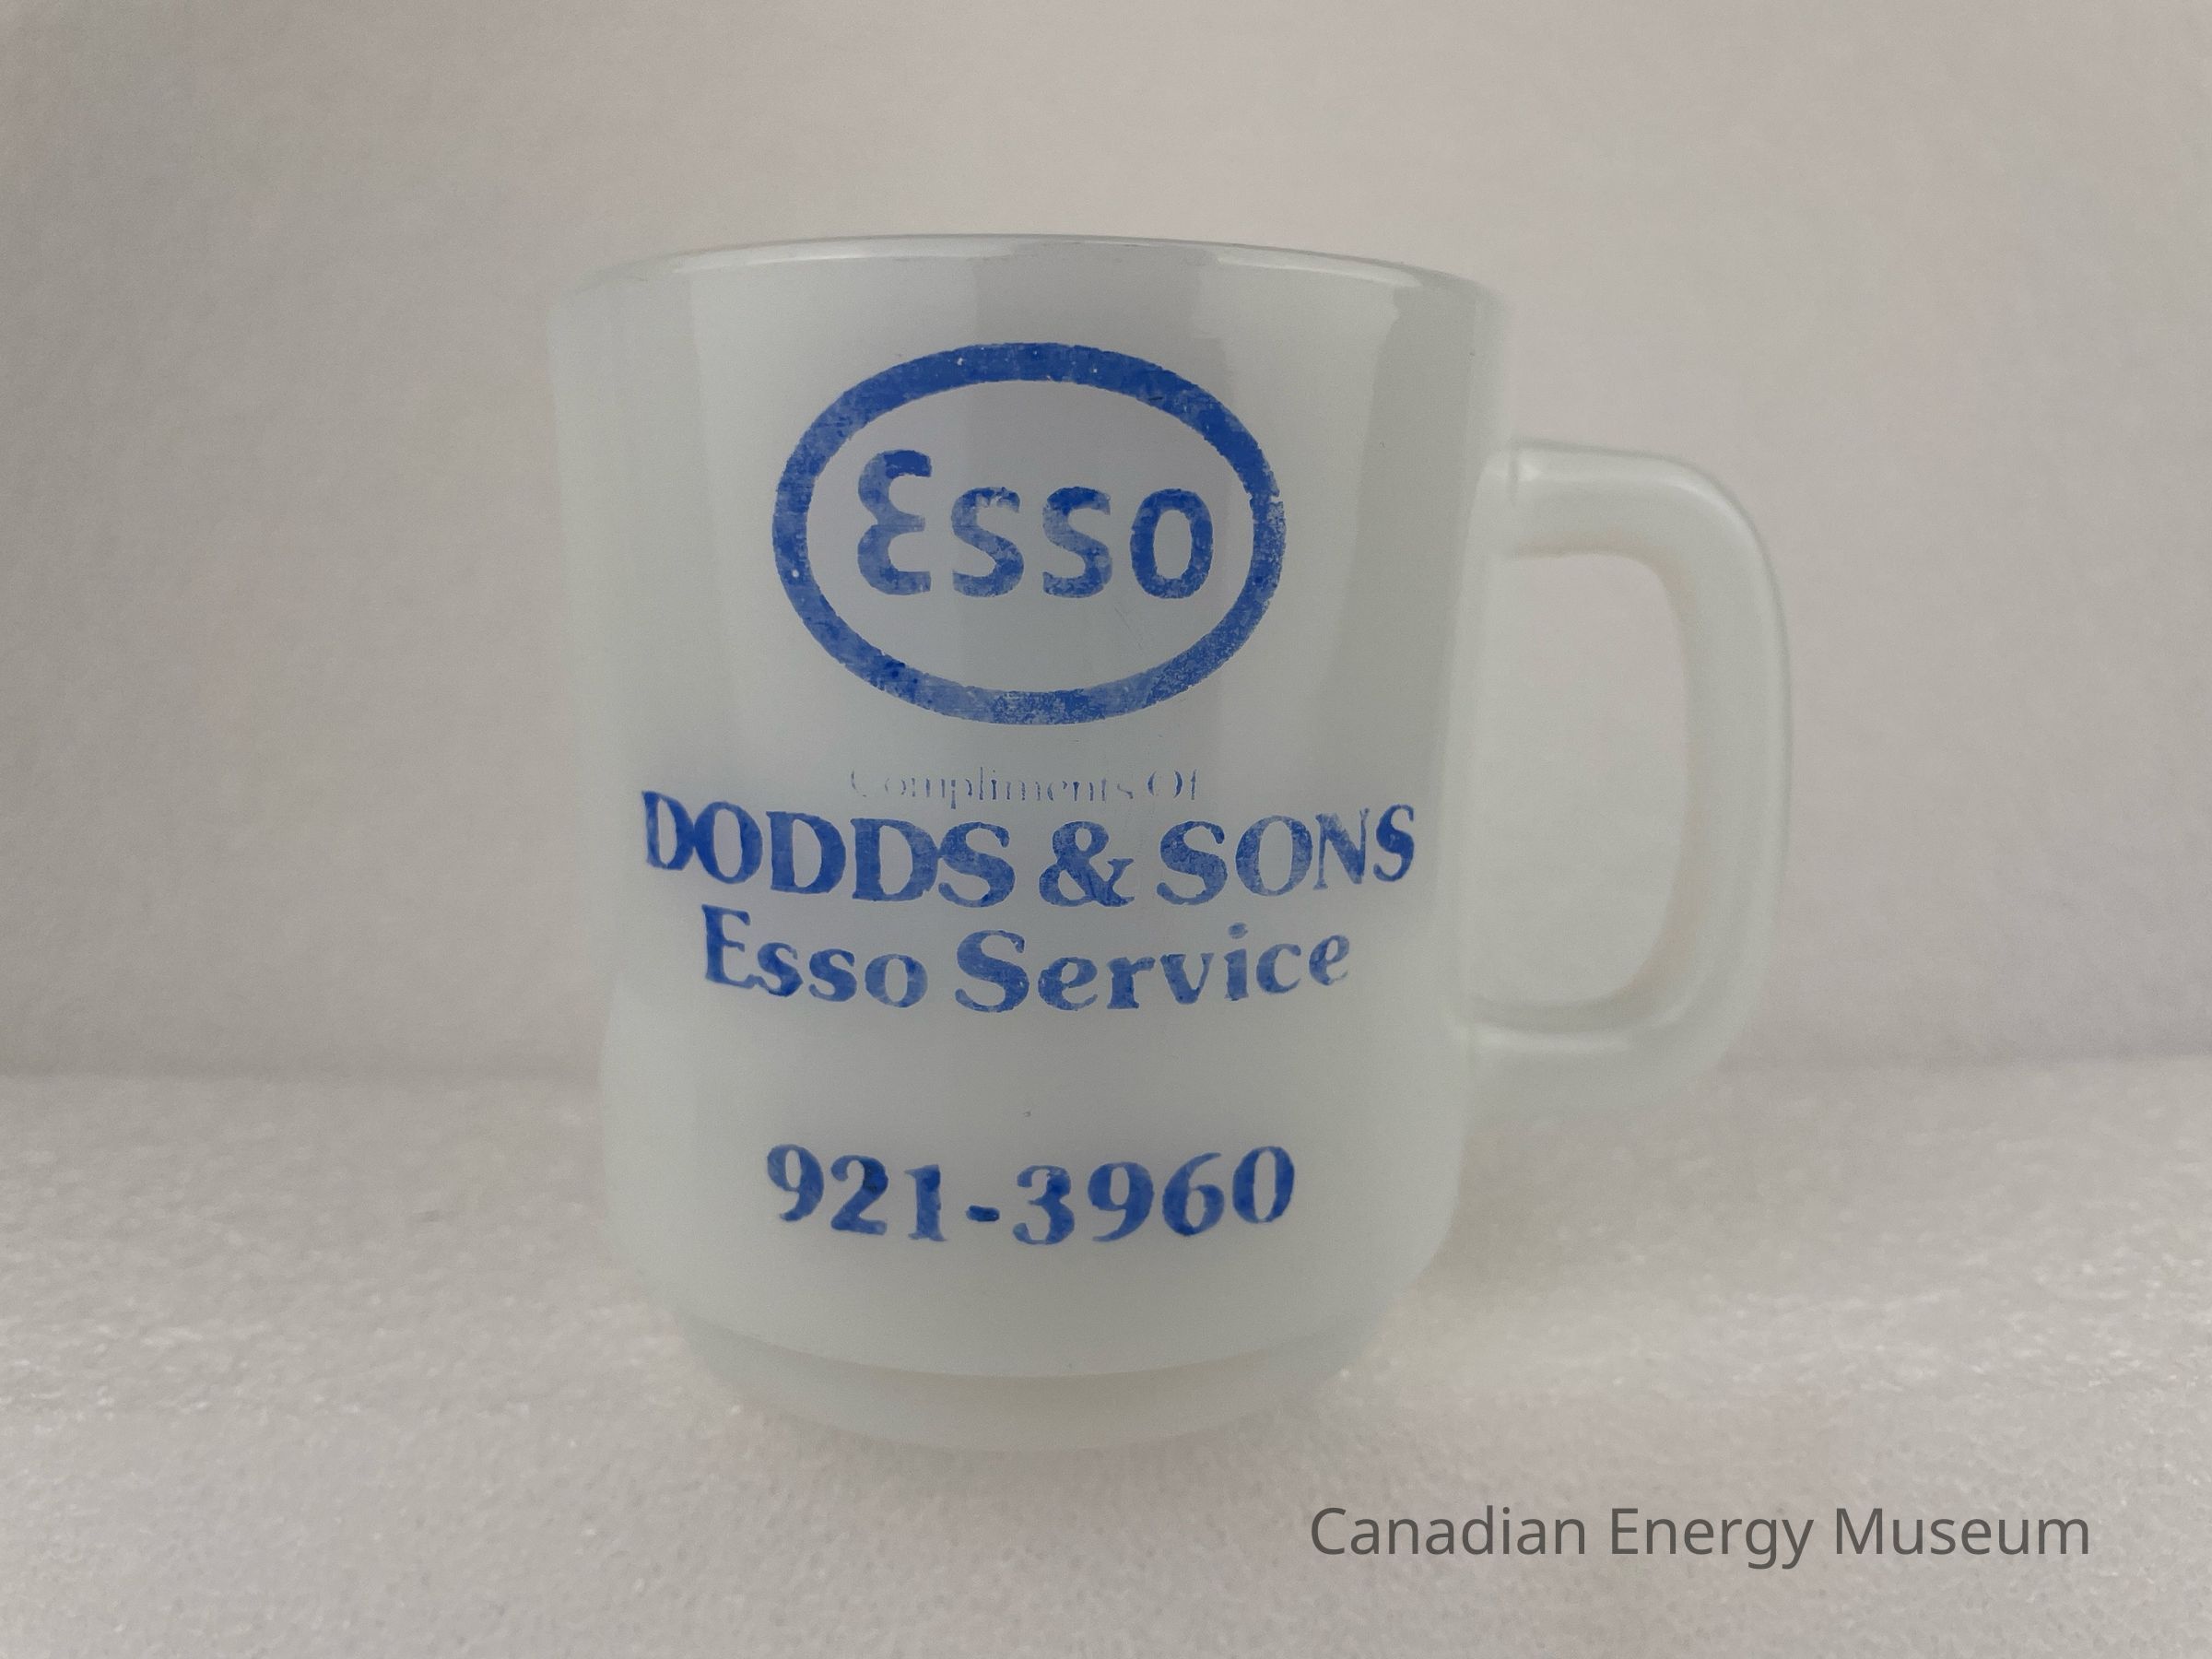 Esso
Compliments Of
DODDS & SONS
Esso Service
921-3960
Canadian Energy Museum